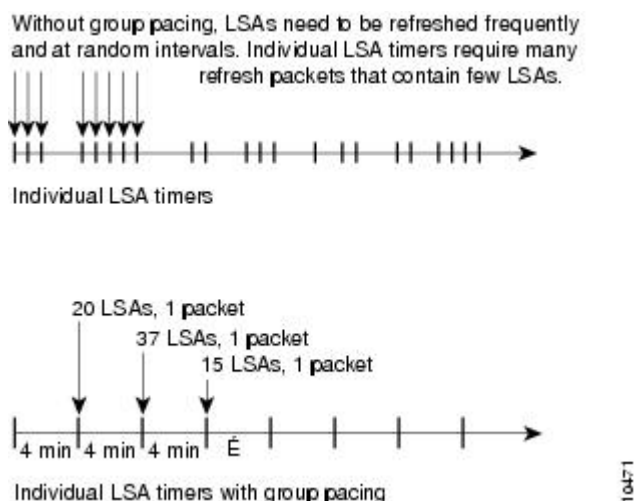 Without group pacing, LSAs need to be refreshed frequently
and at random intervals. Individual LSA timers require many
refresh packets that contain few LSAs.
Individual LSA timers
20 LSAs, 1 packet
37 LSAs, 1 packet
15 LSAs, 1 packet
4 min 4 min 4 min É
Individual LSA timers with group pacing
10471